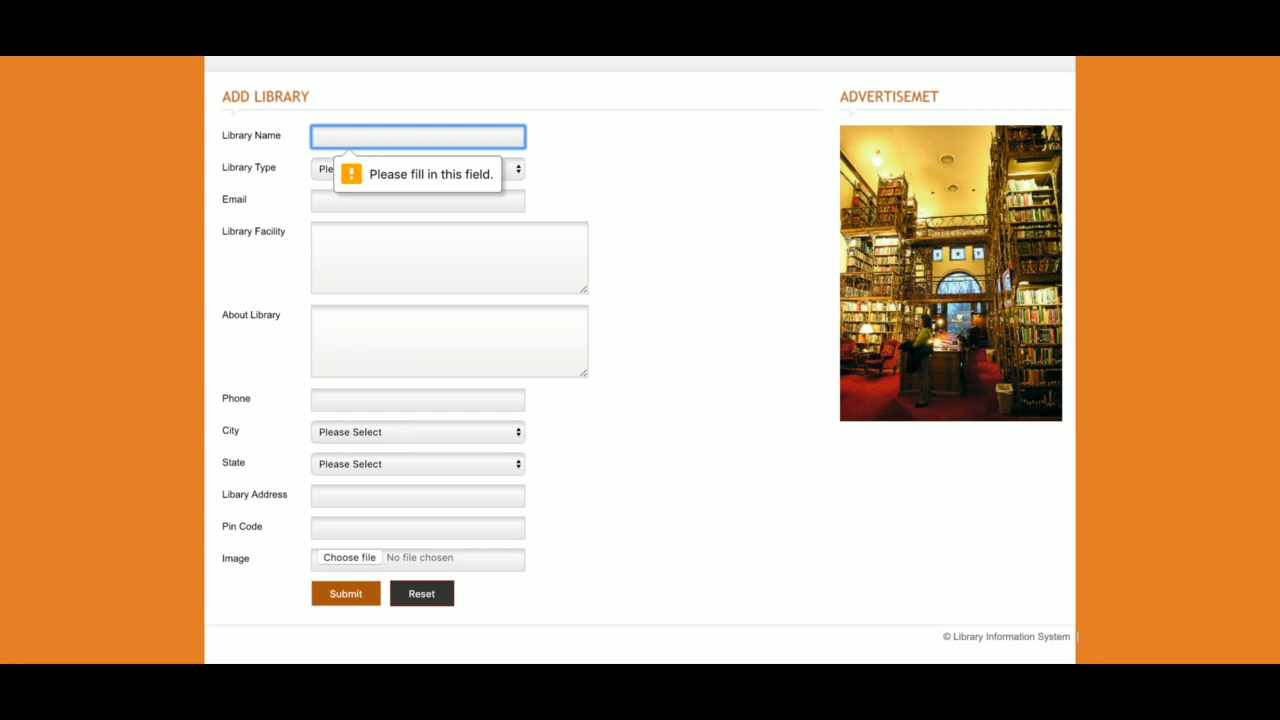 ADD LIBRARY
ADVERTISEMET
Library Name
! Please fill in this field.
Library Type
Ple
Email
Library Facility
About Library
Phone
City
Please Select
State
Please Select
Libary Address
Pin Code
Image
Choose file No file chosen
Submit Reset
© Library Information System |